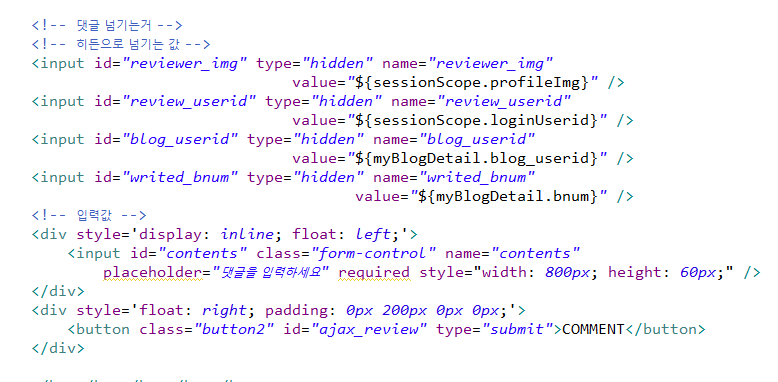 <!-- 댓글 넘기는거 -->
<!-- 히든으로 넘기는 값 -->
<input id="reviewer_img" type="hidden" name="reviewer_img"
value="${sessionScope.profileImg}" />
<input id="review_userid" type="hidden" name="review_userid"
value="${sessionScope.loginUserid}" />
<input id="blog_userid" type="hidden" name="blog_userid"
value="${myBlogDetail.blog_userid}" />
<input id="writed_bnum" type="hidden" name="writed_bnum"
value="${myBlogDetail.bnum}" />
<!-- 입력값 -->
<div style='display: inline; float: left;'>
<input id="contents" class="form-control" name="contents"
placeholder="댓글을 입력하세요" required style="width: 800px; height: 60px;" />
</div>
<div style='float: right; padding: 0px 200px 0px 0px;'>
<button class="button2" id="ajax_review" type="submit">COMMENT</button>
</div>